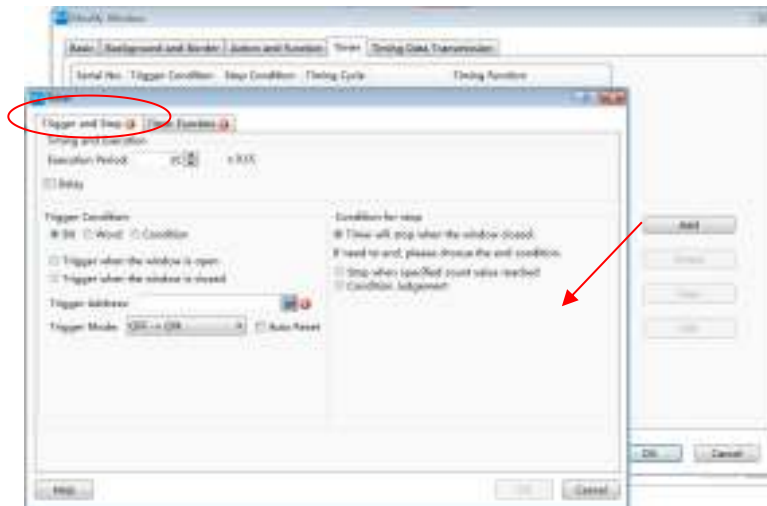 Modify Window
Basic Background and Border Action and Function Timer Timing Data Transmission
Serial No. Trigger Condition Stop Condition Timing Cycle Timing Function
Trigger and Stop Timer Function
Timing and Execution
Execution Period
Delay
Trigger Condition
Bit Word Condition
Trigger when the window is open
Trigger when the window is closed
Trigger Address
Trigger Mode Auto Reset
Condition for stop
Timer will stop when the window closed.
If need to end, please choose the end condition.
Stop when specified count value reached
Condition Judgement
Add
OK Cancel
Help Cancel